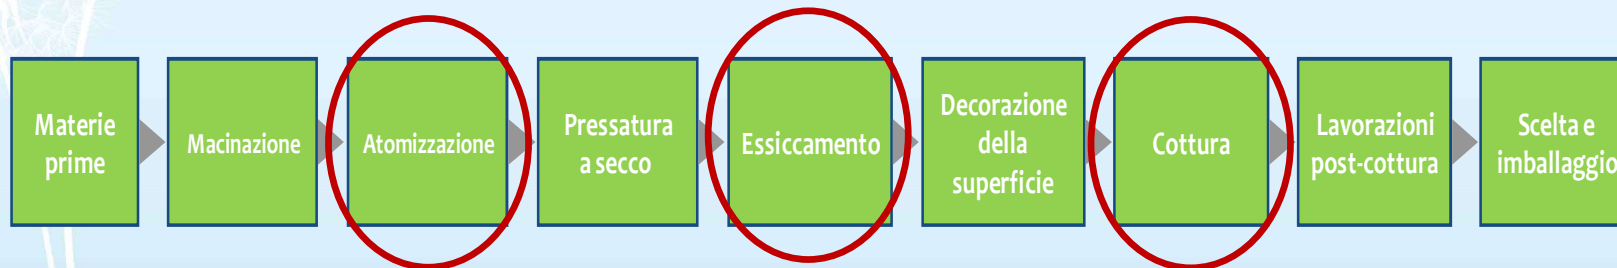 Materie
prime
Macinazione
Atomizzazione
Pressatura
a secco
Essiccamento
Decorazione
della
superficie
Cottura
Lavorazioni
post-cottura
Scelta e
imballaggio